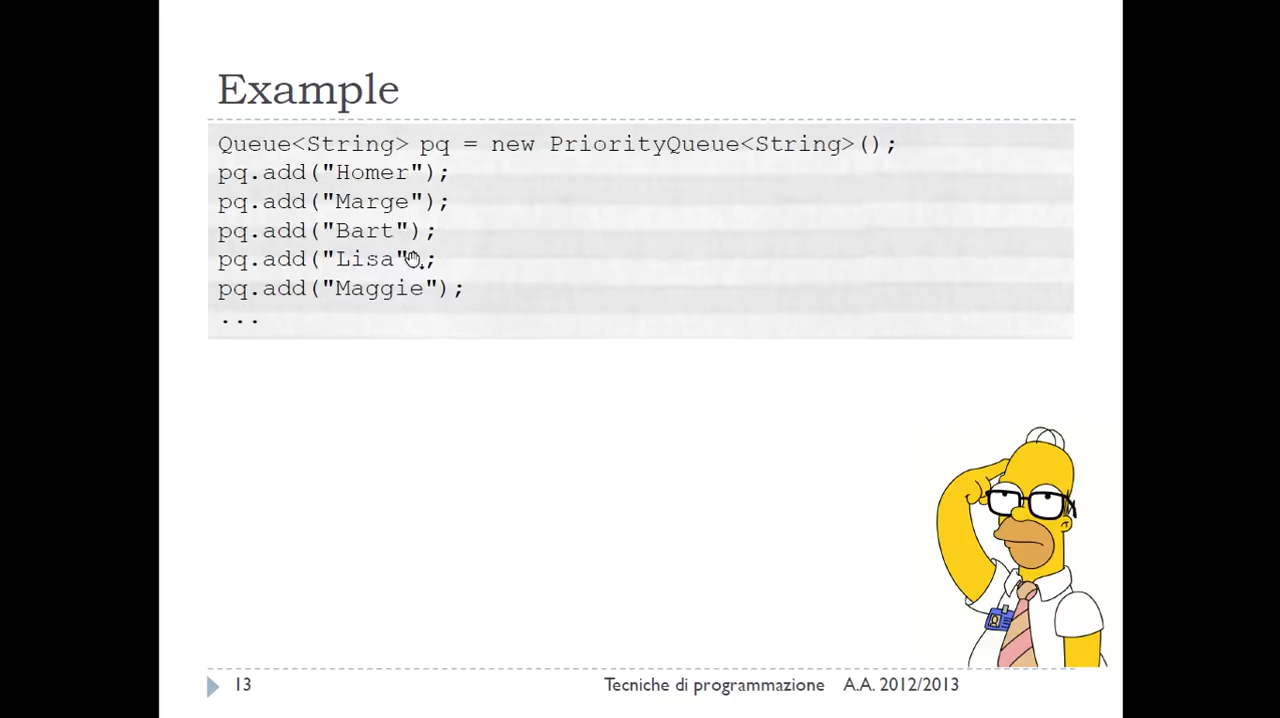 Example
Queue<String> pq = new PriorityQueue<String>();
pq.add("Homer");
pq.add("Marge");
pq.add("Bart");
pq.add("Lisa" ;
pq.add("Maggie");
...
13 Tecniche di programmazione A.A. 2012/2013